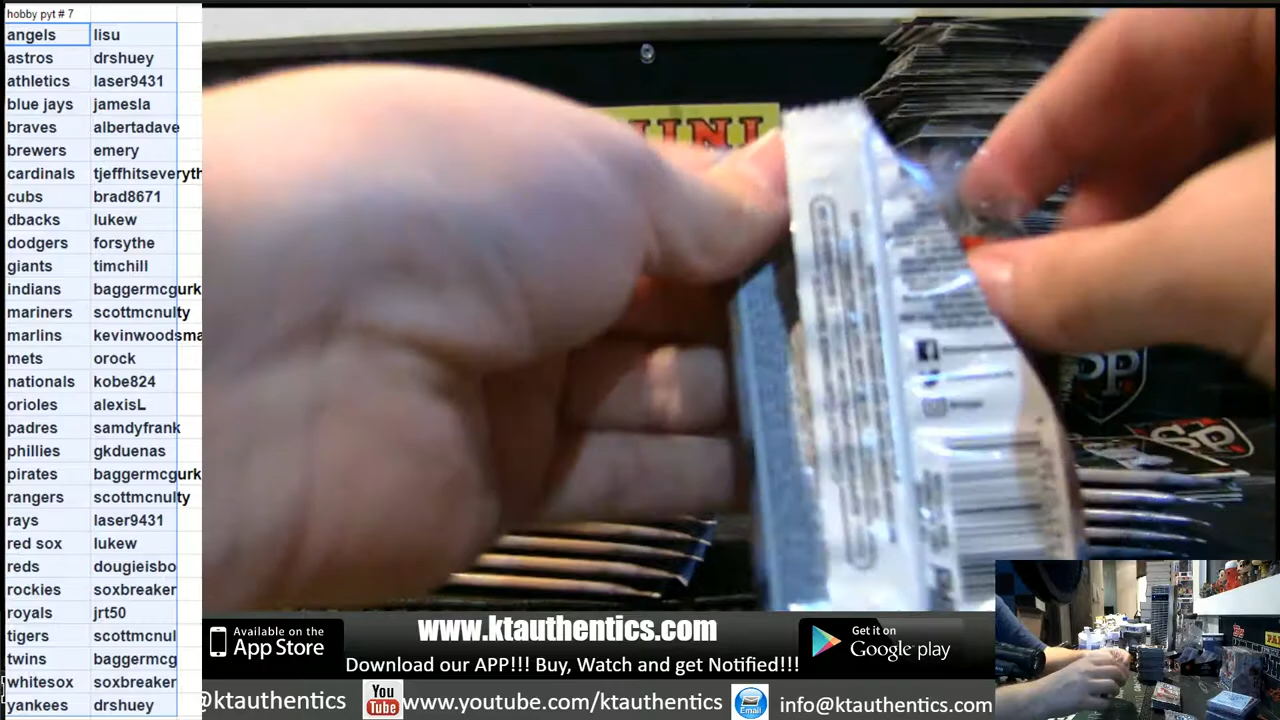 hobby pyt # 7
angels lisu
astros drshuey
athletics laser9431
blue jays jamesla
braves albertadave
brewers emery
cardinals tjeffhitseveryth
cubs brad8671
dbacks lukew
dodgers forsythe
giants timchill
indians baggermcgurk
mariners scottmcnulty
marlins kevinwoodsma
mets orock
nationals kobe824
orioles alexisL
padres samdyfrank
phillies gkduenas
pirates baggermcgurk
rangers scottmcnulty
rays laser9431
red sox lukew
reds dougieisbo
rockies soxbreaker
royals jrt50
tigers scottmcnul
twins baggermcg
whitesox soxbreaker
yankees drshuey
SP
SP
Available on the
App Store
www.ktauthentics.com
Download our APP!!! Buy, Watch and get Notified!!!
Get it on
Google play
@ktauthentics
You
Tube
www.youtube.com/ktauthentics
Email
info@ktauthentics.com